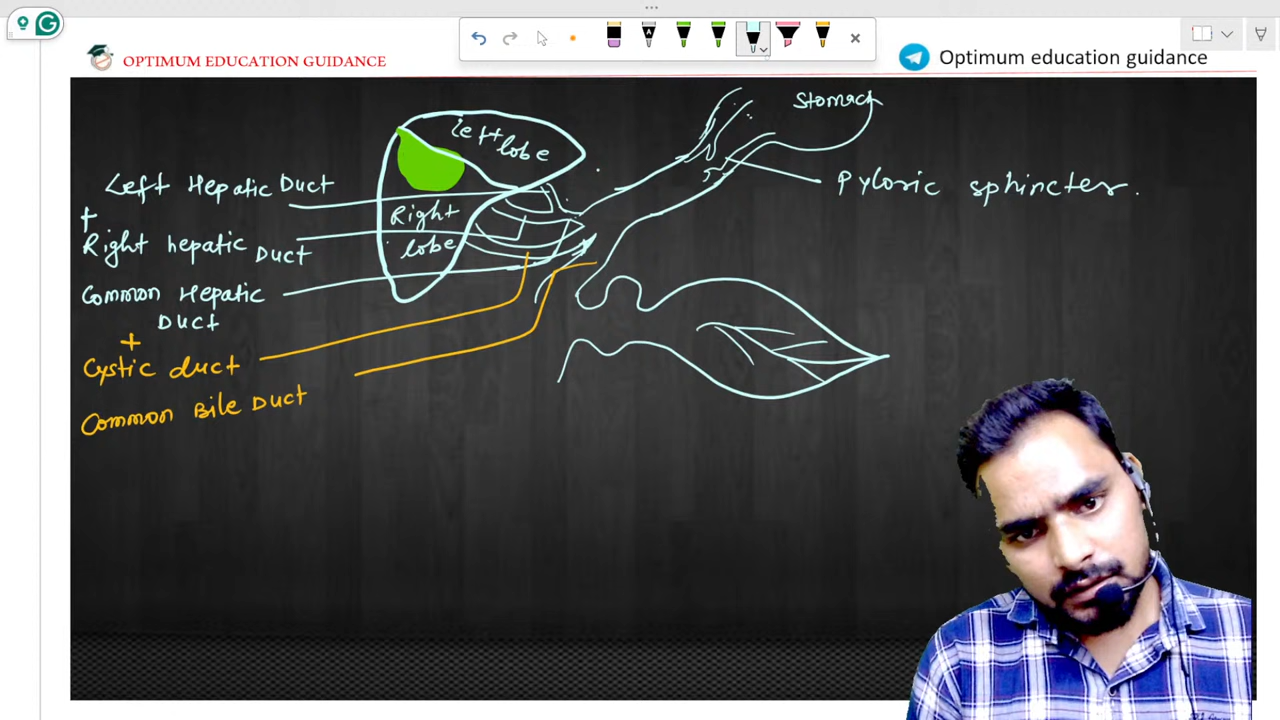 OPTIMUM EDUCATION GUIDANCE
Optimum education guidance
Stomach
Left lobe
Left Hepatic Duct
Pyloric sphincter.
+
Right lobe
Right hepatic Duct
Common Hepatic
Duct
+
Cystic duct
Common Bile Duct